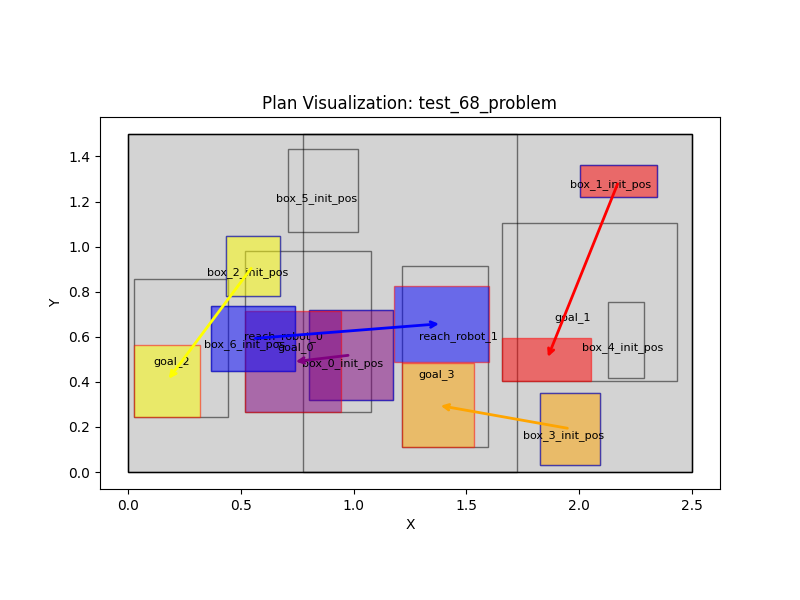 Plan Visualization: test_68_problem
Y
1.4
1.2
1.0
0.8
0.6
0.4
0.2
0.0
box_1_init_pos
box_5_init_pos
box_2_init_pos
goal_1
reach_robot_0
reach_robot_1
box_6_init_pos
goal_0
box_4_init_pos
goal_2
box_0_init_pos
goal_3
box_3_init_pos
0.0
0.5
1.0
1.5
2.0
2.5
X